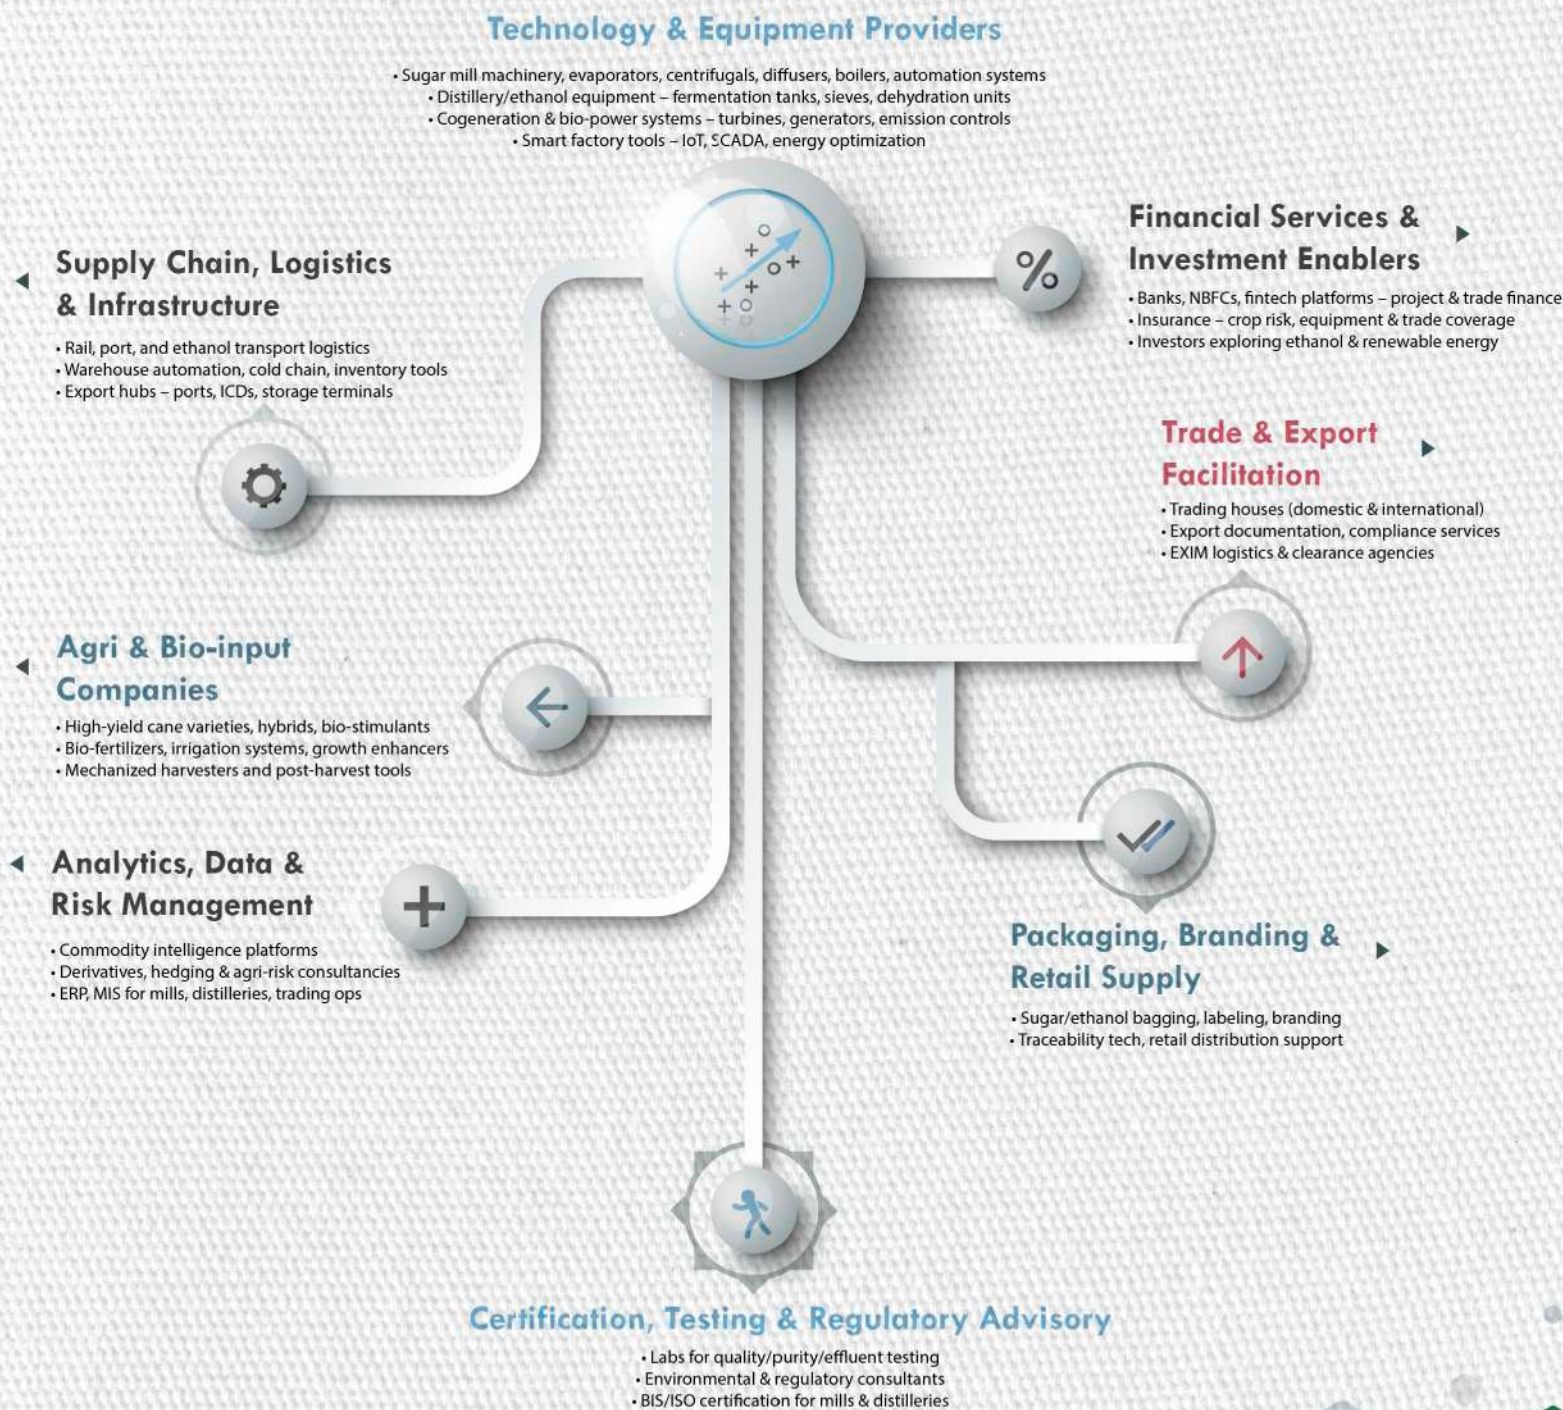 Technology & Equipment Providers
• Sugar mill machinery, evaporators, centrifugals, diffusers, boilers, automation systems
• Distillery/ethanol equipment – fermentation tanks, sieves, dehydration units
• Cogeneration & bio-power systems – turbines, generators, emission controls
• Smart factory tools – IoT, SCADA, energy optimization
Supply Chain, Logistics
& Infrastructure
• Rail, port, and ethanol transport logistics
• Warehouse automation, cold chain, inventory tools
• Export hubs – ports, ICDs, storage terminals
%
Financial Services &
Investment Enablers
• Banks, NBFCs, fintech platforms – project & trade finance
• Insurance – crop risk, equipment & trade coverage
• Investors exploring ethanol & renewable energy
Trade & Export
Facilitation
• Trading houses (domestic & international)
• Export documentation, compliance services
• EXIM logistics & clearance agencies
Agri & Bio-input
Companies
• High-yield cane varieties, hybrids, bio-stimulants
• Bio-fertilizers, irrigation systems, growth enhancers
• Mechanized harvesters and post-harvest tools
Analytics, Data &
Risk Management
• Commodity intelligence platforms
• Derivatives, hedging & agri-risk consultancies
• ERP, MIS for mills, distilleries, trading ops
Packaging, Branding &
Retail Supply
• Sugar/ethanol bagging, labeling, branding
• Traceability tech, retail distribution support
Certification, Testing & Regulatory Advisory
• Labs for quality/purity/effluent testing
• Environmental & regulatory consultants
• BIS/ISO certification for mills & distilleries